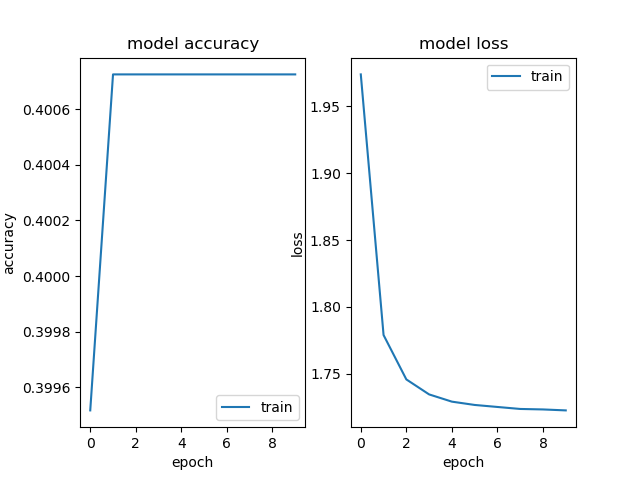 model accuracy
accuracy
0.4006
0.4004
0.4002
0.4000
0.3998
0.3996
train
0 2 4 6 8
epoch
model loss
loss
1.95
1.90
1.85
1.80
1.75
train
0 2 4 6 8
epoch